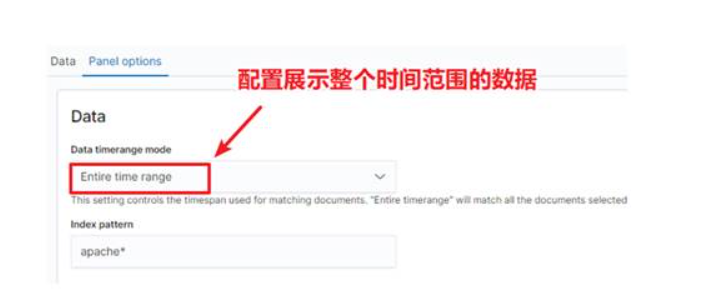 Data Panel options
配置展示整个时间范围的数据
Data
Data timerange mode
Entire time range
This setting controls the timespan used for matching documents. "Entire timerange" will match all the documents selected
Index pattern
apache*